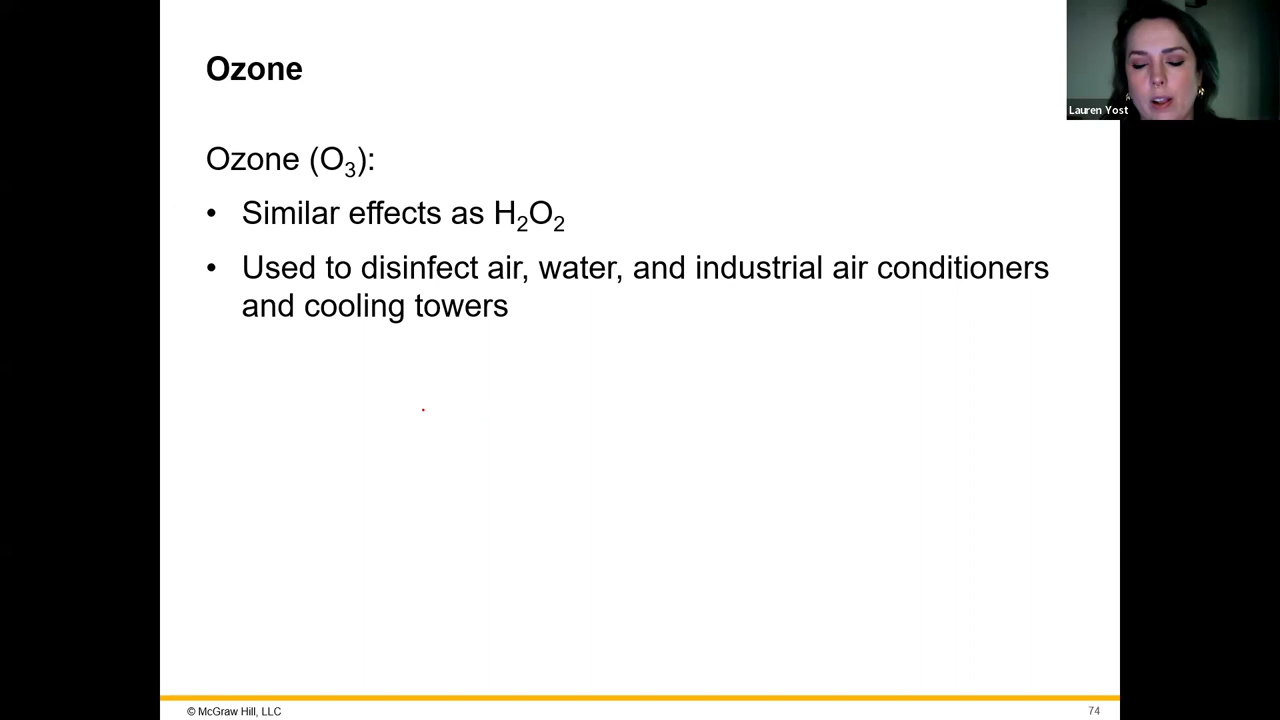 Ozone
Lauren Yost
Ozone (O₃):
• Similar effects as H₂O₂
• Used to disinfect air, water, and industrial air conditioners
and cooling towers
© McGraw Hill, LLC
74